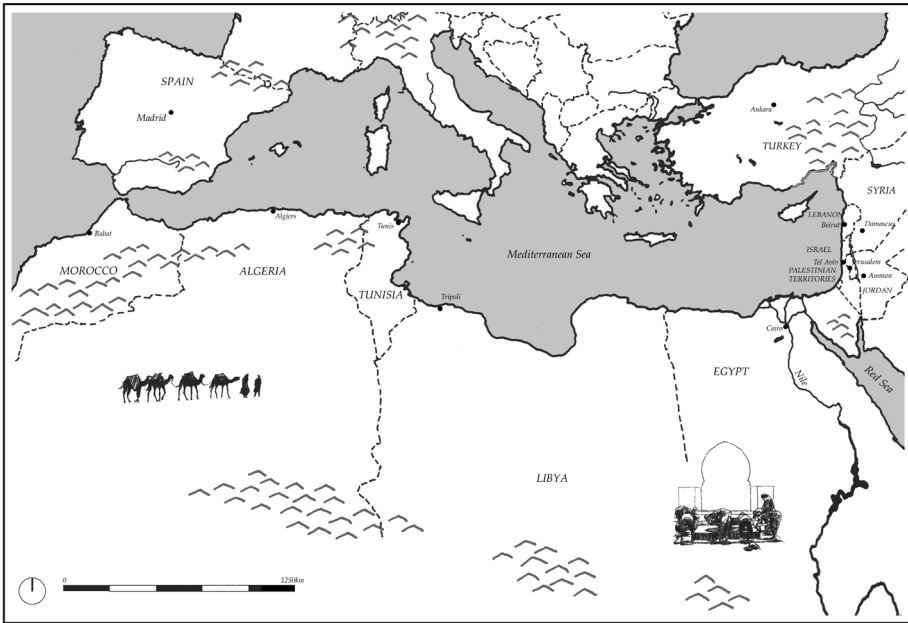 SPAIN
Madrid
Ankara
TURKEY
SYRIA
LEBANON
Beirut
Damascus
Algiers
Tunis
Rabat
Mediterranean Sea
ISRAEL
Tel Aviv
Jerusalem
PALESTINIAN
TERRITORIES
Amman
JORDAN
MOROCCO
ALGERIA
TUNISIA
Tripoli
Cairo
EGYPT
Nile
Red Sea
LIBYA
0
1250km